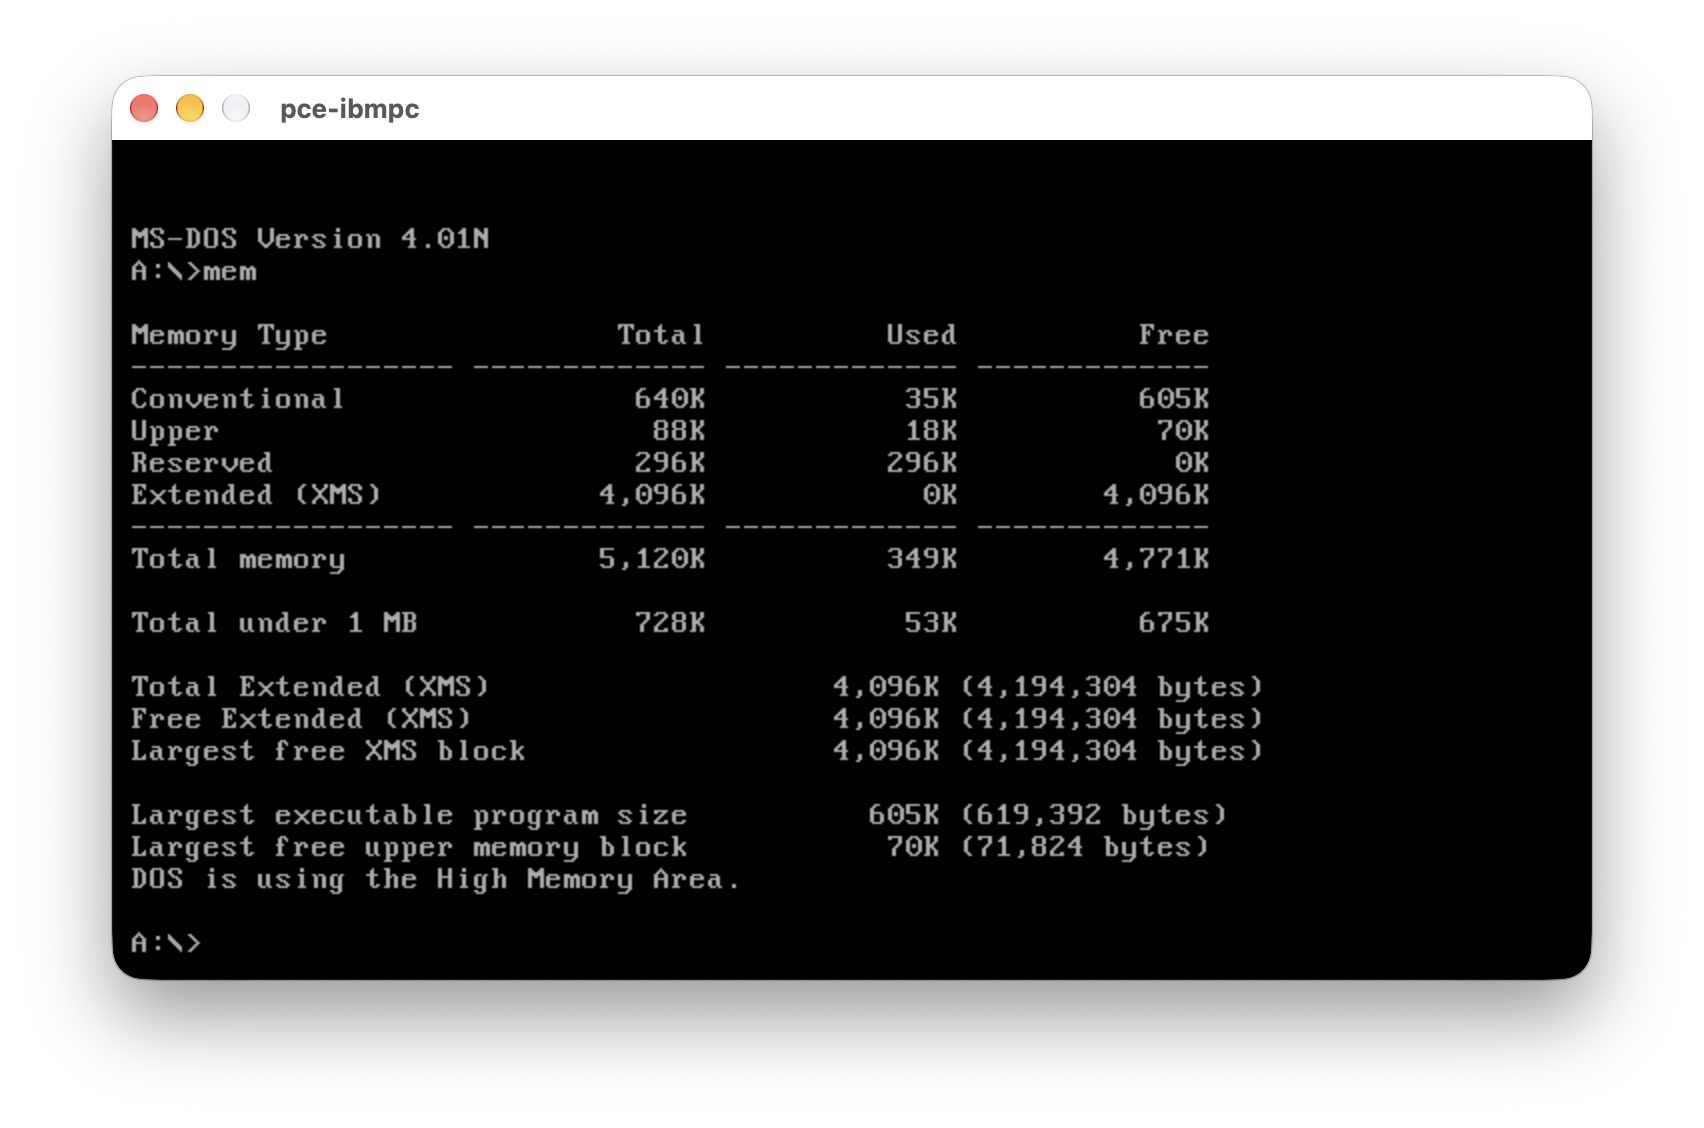 pce-ibmpc
MS-DOS Version 4.01N
A:\>mem
Memory Type                Total          Used          Free
------------------ ------------- ------------- -------------
Conventional                640K           35K          605K
Upper                        88K           18K           70K
Reserved                    296K          296K            0K
Extended (XMS)            4,096K            0K        4,096K
------------------ ------------- ------------- -------------
Total memory              5,120K          349K        4,771K
Total under 1 MB            728K           53K          675K
Total Extended (XMS)                   4,096K (4,194,304 bytes)
Free Extended (XMS)                    4,096K (4,194,304 bytes)
Largest free XMS block                 4,096K (4,194,304 bytes)
Largest executable program size          605K (619,392 bytes)
Largest free upper memory block           70K (71,824 bytes)
DOS is using the High Memory Area.
A:\>